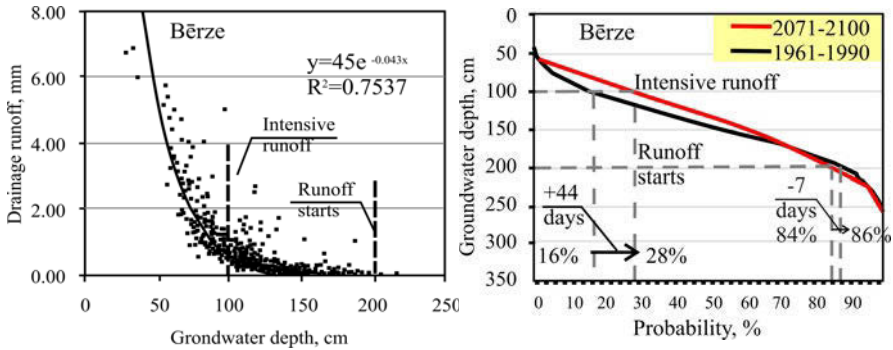 Bērze
y=45e -0.043x
R²=0.7537
Drainage runoff, mm
8.00
6.00
4.00
2.00
0.00
Intensive
runoff
Runoff
starts
0
50
100
150
200
250
Grondwater depth, cm
Bērze
2071-2100
1961-1990
Groundwater depth, cm
0
50
100
150
200
250
300
350
Intensive runoff
Runoff
starts
+44
days
16%
28%
-7
days
84%
86%
0
10
20
30
40
50
60
70
80
90
Probability, %